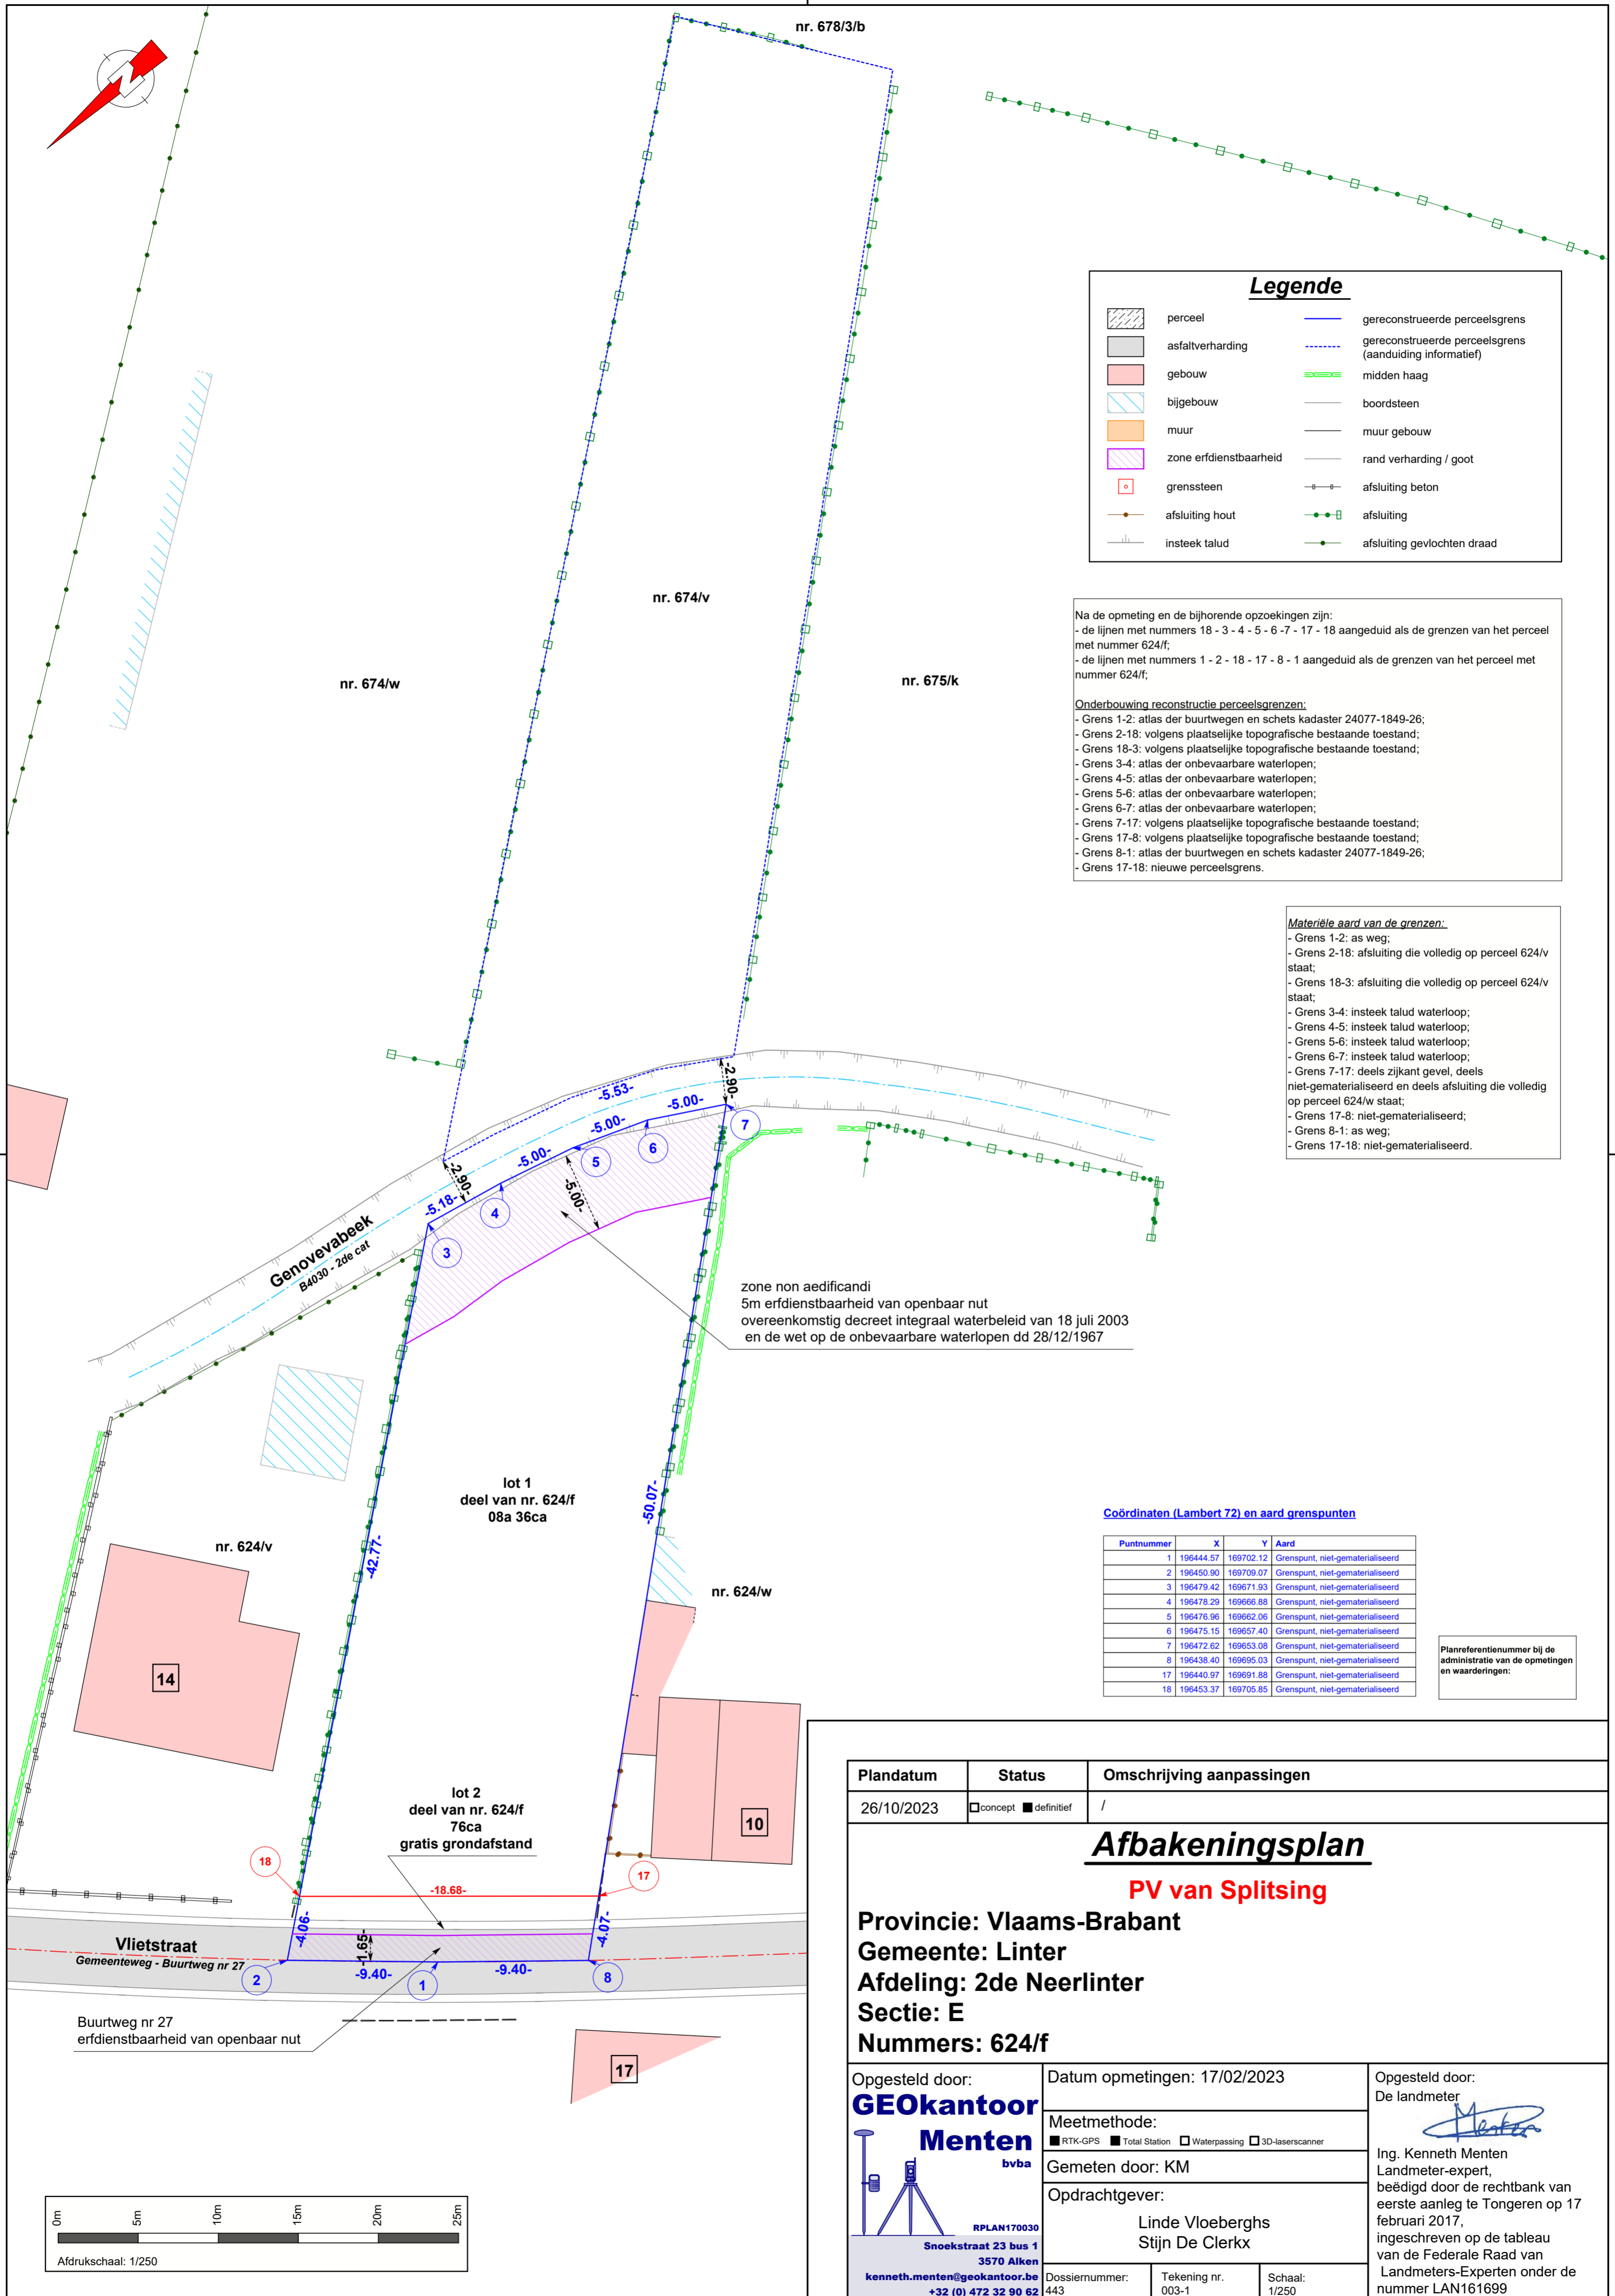 nr. 678/3/b
Legende
perceel
asfaltverharding
gebouw
bijgebouw
muur
zone erfdienstbaarheid
grenssteen
afsluiting hout
insteek talud
gereconstrueerde perceelsgrens
gereconstrueerde perceelsgrens
(aanduiding informatief)
midden haag
boordsteen
muur gebouw
rand verharding / goot
afsluiting beton
afsluiting
afsluiting gevlochten draad
nr. 674/v
nr. 674/w
nr. 675/k
Na de opmeting en de bijhorende opzoekingen zijn:
- de lijnen met nummers 18 - 3 - 4 - 5 - 6 -7 - 17 - 18 aangeduid als de grenzen van het perceel
met nummer 624/f;
- de lijnen met nummers 1 - 2 - 18 - 17 - 8 - 1 aangeduid als de grenzen van het perceel met
nummer 624/f;
Onderbouwing reconstructie perceelsgrenzen:
- Grens 1-2: atlas der buurtwegen en schets kadaster 24077-1849-26;
- Grens 2-18: volgens plaatselijke topografische bestaande toestand;
- Grens 18-3: volgens plaatselijke topografische bestaande toestand;
- Grens 3-4: atlas der onbevaarbare waterlopen;
- Grens 4-5: atlas der onbevaarbare waterlopen;
- Grens 5-6: atlas der onbevaarbare waterlopen;
- Grens 6-7: atlas der onbevaarbare waterlopen;
- Grens 7-17: volgens plaatselijke topografische bestaande toestand;
- Grens 17-8: volgens plaatselijke topografische bestaande toestand;
- Grens 8-1: atlas der buurtwegen en schets kadaster 24077-1849-26;
- Grens 17-18: nieuwe perceelsgrens.
Materiële aard van de grenzen:
- Grens 1-2: as weg;
- Grens 2-18: afsluiting die volledig op perceel 624/v
staat;
- Grens 18-3: afsluiting die volledig op perceel 624/v
staat;
- Grens 3-4: insteek talud waterloop;
- Grens 4-5: insteek talud waterloop;
- Grens 5-6: insteek talud waterloop;
- Grens 6-7: insteek talud waterloop;
- Grens 7-17: deels zijkant gevel, deels
niet-gematerialiseerd en deels afsluiting die volledig
op perceel 624/w staat;
- Grens 17-8: niet-gematerialiseerd;
- Grens 8-1: as weg;
- Grens 17-18: niet-gematerialiseerd.
-2.90-
-5.53-
-5.00-
-5.00-
-5.00-
-5.18-
-2.90-
-5.00-
7
6
5
4
3
Genovevabeek
B4030 - 2de cat
zone non aedificandi
5m erfdienstbaarheid van openbaar nut
overeenkomstig decreet integraal waterbeleid van 18 juli 2003
en de wet op de onbevaarbare waterlopen dd 28/12/1967
lot 1
deel van nr. 624/f
08a 36ca
-50.07-
-42.77-
nr. 624/v
nr. 624/w
14
10
Coördinaten (Lambert 72) en aard grenspunten
Puntnummer X Y Aard
1 196444.57 169702.12 Grenspunt, niet-gematerialiseerd
2 196450.90 169709.07 Grenspunt, niet-gematerialiseerd
3 196479.42 169671.93 Grenspunt, niet-gematerialiseerd
4 196478.29 169666.88 Grenspunt, niet-gematerialiseerd
5 196476.96 169662.06 Grenspunt, niet-gematerialiseerd
6 196475.15 169657.40 Grenspunt, niet-gematerialiseerd
7 196472.62 169653.08 Grenspunt, niet-gematerialiseerd
8 196438.40 169695.03 Grenspunt, niet-gematerialiseerd
17 196440.97 169691.88 Grenspunt, niet-gematerialiseerd
18 196453.37 169705.85 Grenspunt, niet-gematerialiseerd
Planreferentienummer bij de
administratie van de opmetingen
en waarderingen:
lot 2
deel van nr. 624/f
76ca
gratis grondafstand
18
17
-18.68-
-4.06-
-4.07-
-1.65-
Vlietstraat
Gemeenteweg - Buurtweg nr 27
-9.40-
-9.40-
2
1
8
Buurtweg nr 27
erfdienstbaarheid van openbaar nut
17
0m
5m
10m
15m
20m
25m
Afdrukschaal: 1/250
Plandatum Status Omschrijving aanpassingen
26/10/2023 concept definitief /
Afbakeningsplan
PV van Splitsing
Provincie: Vlaams-Brabant
Gemeente: Linter
Afdeling: 2de Neerlinter
Sectie: E
Nummers: 624/f
Opgesteld door:
GEOkantoor
Menten
bvba
RPLAN170030
Snoekstraat 23 bus 1
3570 Alken
kenneth.menten@geokantoor.be
+32 (0) 472 32 90 62
Datum opmetingen: 17/02/2023
Meetmethode:
RTK-GPS Total Station Waterpassing 3D-laserscanner
Gemeten door: KM
Opdrachtgever:
Linde Vloeberghs
Stijn De Clerkx
Dossiernummer:
443
Tekening nr.
003-1
Schaal:
1/250
Opgesteld door:
De landmeter
Menten
Ing. Kenneth Menten
Landmeter-expert,
beëdigd door de rechtbank van
eerste aanleg te Tongeren op 17
februari 2017,
ingeschreven op de tableau
van de Federale Raad van
Landmeters-Experten onder de
nummer LAN161699